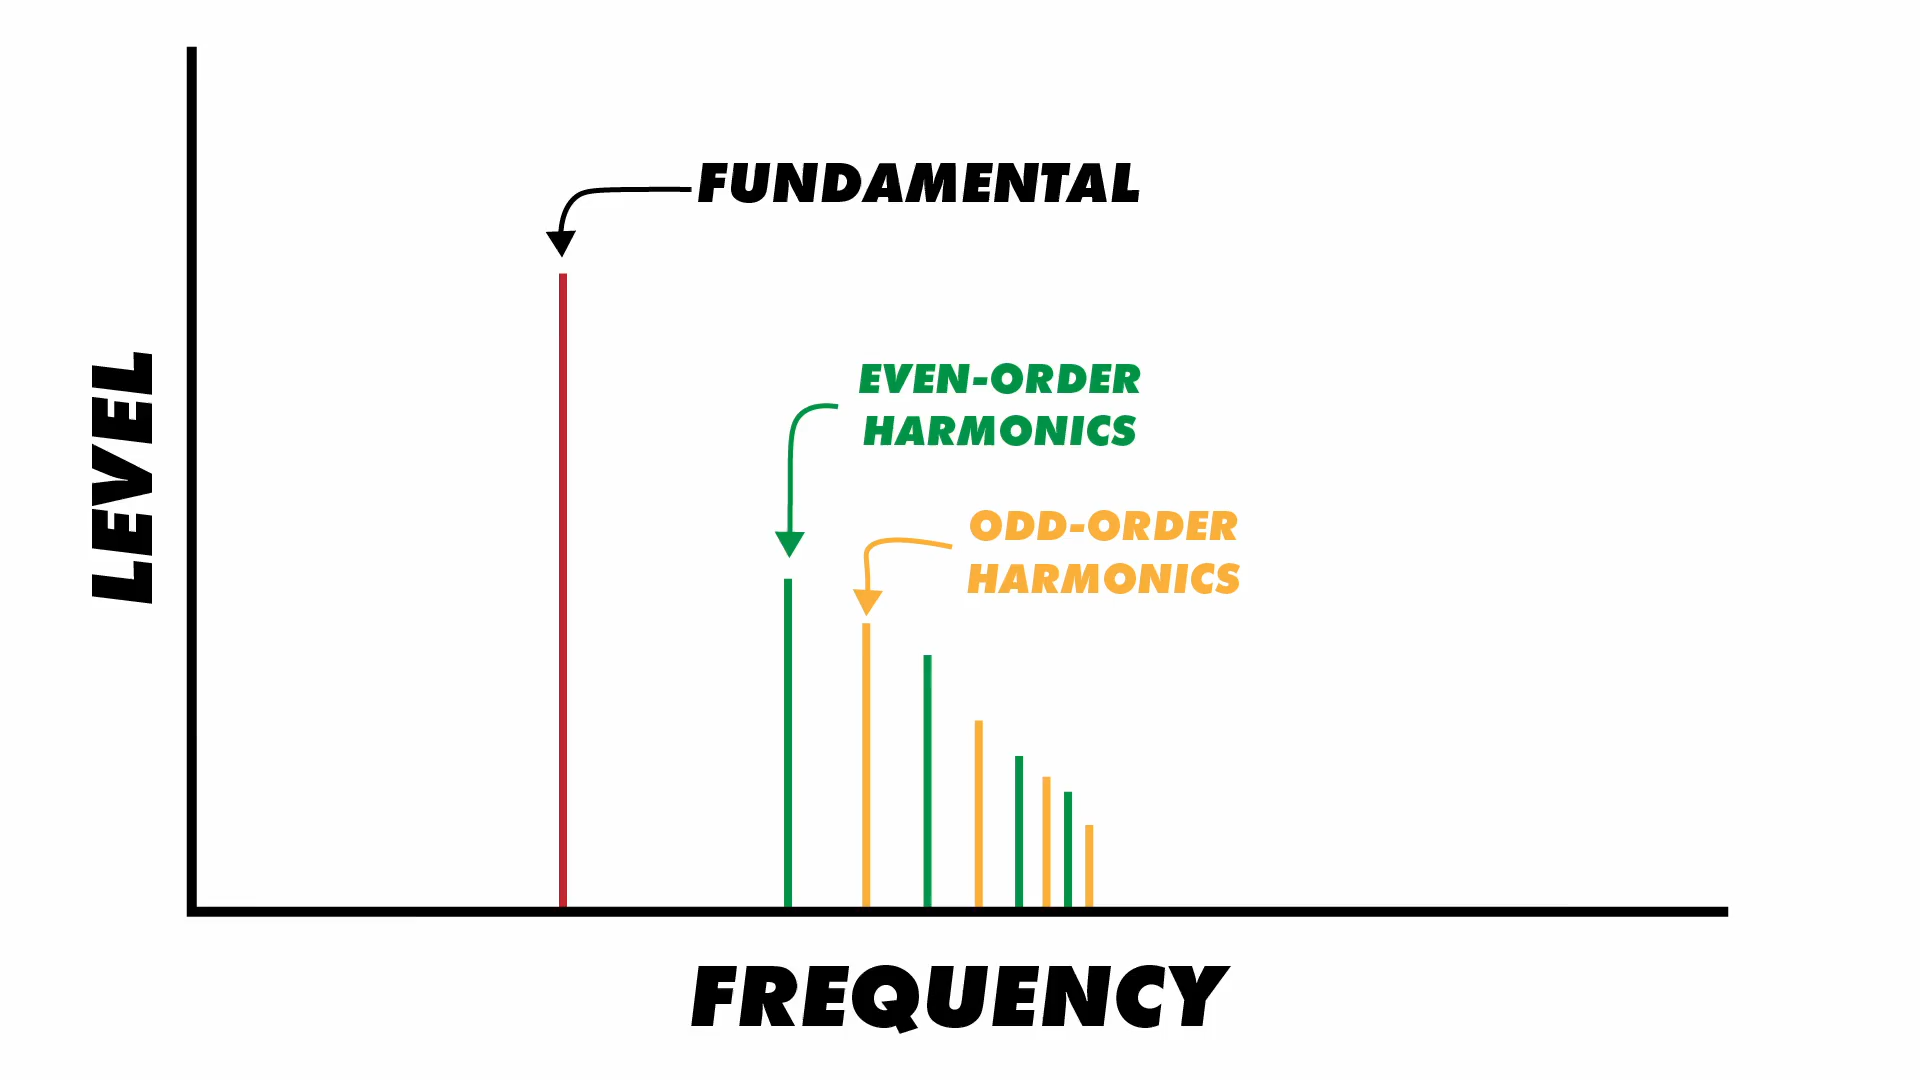 FUNDAMENTAL
EVEN-ORDER
HARMONICS
ODD-ORDER
HARMONICS
LEVEL
FREQUENCY